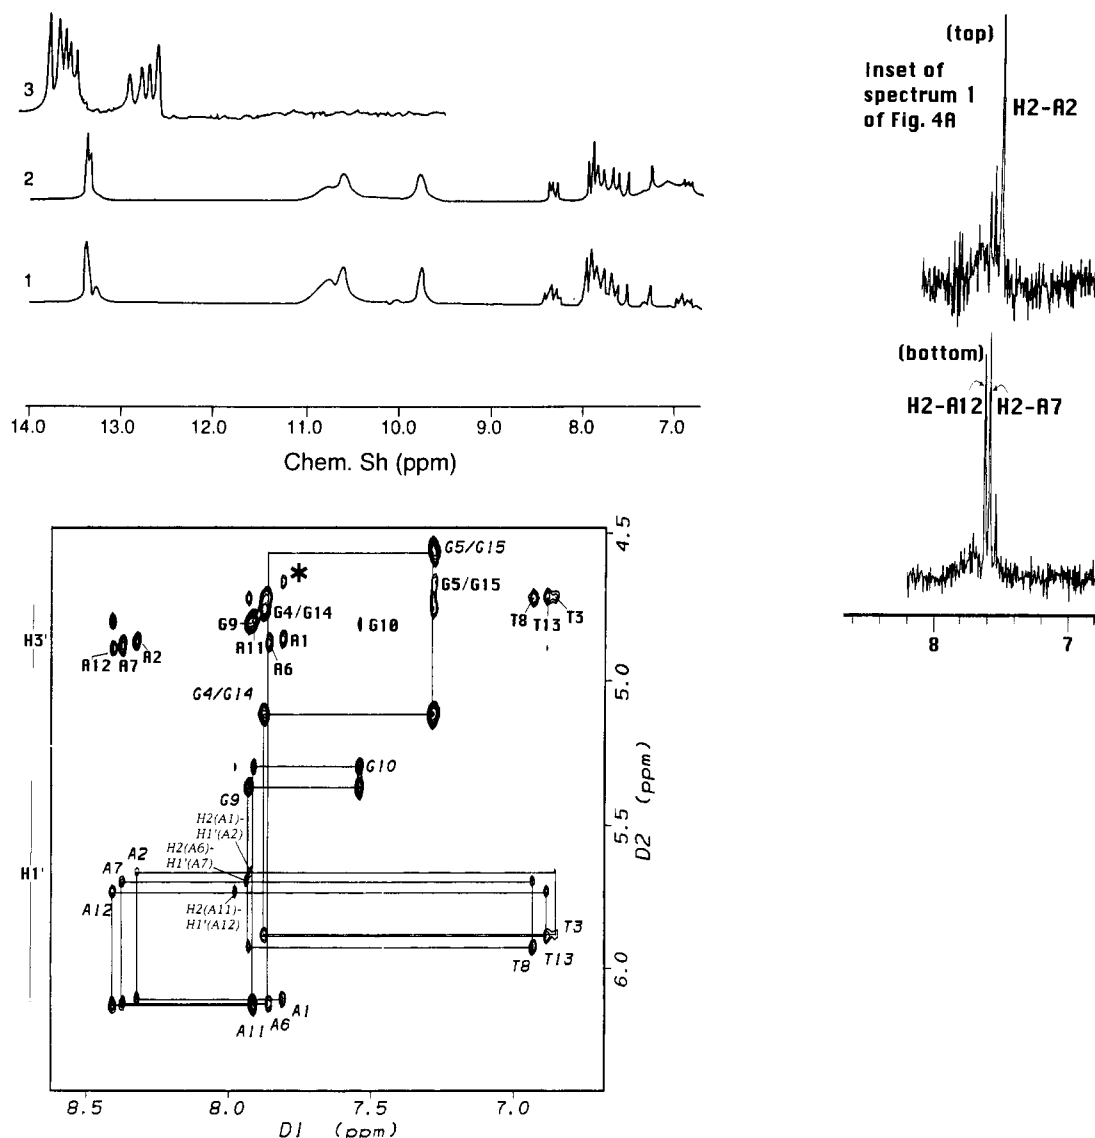 3
2
1
14.0 13.0 12.0 11.0 10.0 9.0 8.0 7.0
Chem. Sh (ppm)
(top)
Inset of
spectrum 1
of Fig. 4A
H2-A2
(bottom)
H2-A12 H2-A7
8 7
4.5
G5/G15
*
G5/G15
G4/G14
G9
A11
A1
G10
T8
T13
T3
H3'
A12 A7 A2
A6
5.0
G4/G14
G10
G9
H2(A1)-
H1'(A2)
H2(A6)-
H1'(A7)
5.5
D2 (ppm)
A7 A2
H1'
A12
H2(A11)-
H1'(A12)
T3
T8 T13
6.0
A11 A6 A1
8.5 8.0 7.5 7.0
D1 (ppm)